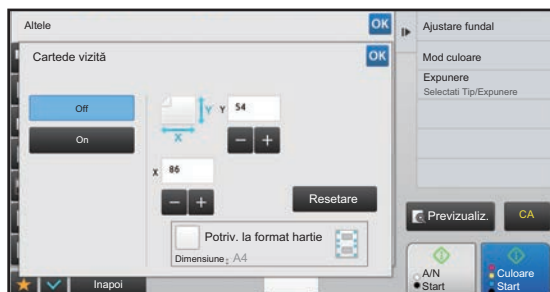 Altele
OK
Cartede vizită
OK
Off
On
Y
Y 54
X
X 86
Resetare
Potriv. la format hartie
Dimensiune: A4
Inapoi
Ajustare fundal
Mod culoare
Expunere
Selectati Tip/Expunere
Previzualiz.
CA
A/N
Start
Culoare
Start